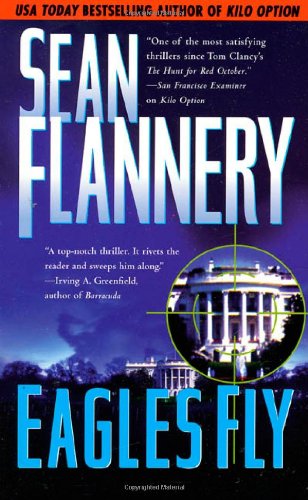 USA TODAY BESTSELLING AUTHOR OF KILO OPTION
SEAN
FLANNERY
"One of the most satisfying
thrillers since Tom Clancy's
The Hunt for Red October."
—San Francisco Examiner
on Kilo Option
"A top-notch thriller. It rivets the
reader and sweeps him along."
—Irving A. Greenfield,
author of Barracuda
EAGLES FLY
Copyrighted Material